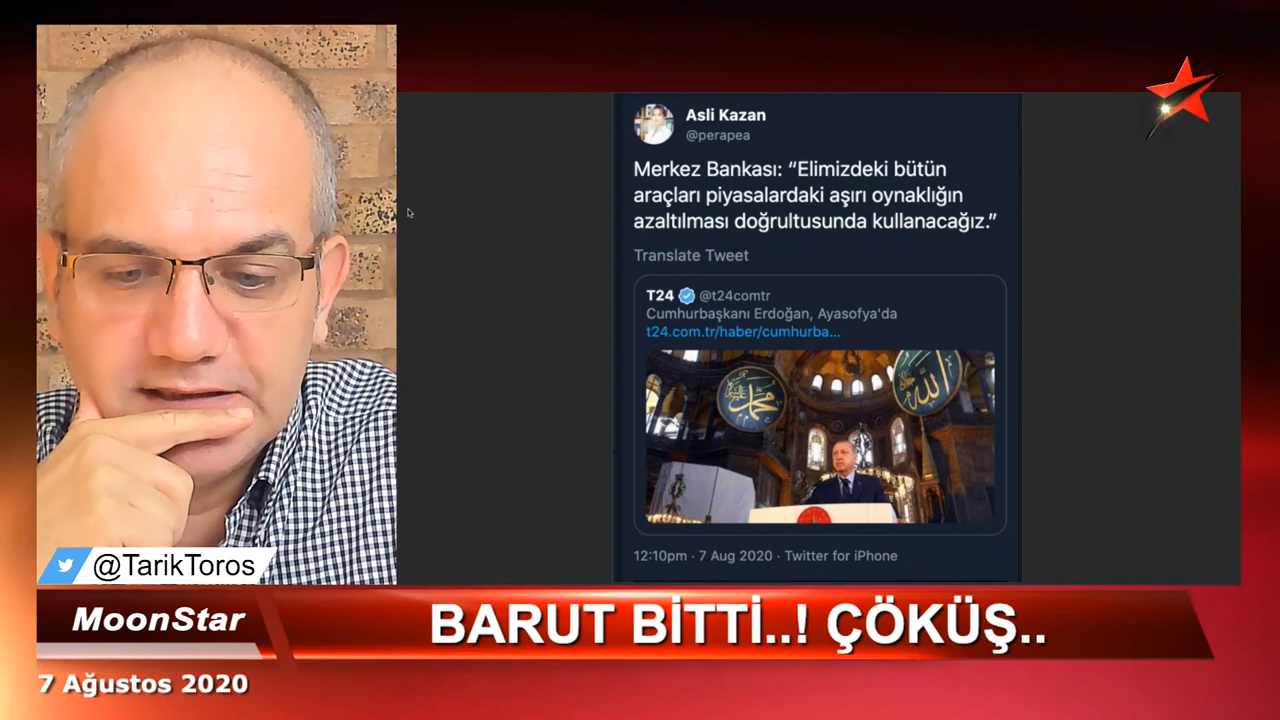 Asli Kazan
@perapea
Merkez Bankası: “Elimizdeki bütün
araçları piyasalardaki aşırı oynaklığın
azaltılması doğrultusunda kullanacağız.”
Translate Tweet
T24 @t24comtr
Cumhurbaşkanı Erdoğan, Ayasofya'da
t24.com.tr/haber/cumhurba...
محمد
الله
12:10pm · 7 Aug 2020 · Twitter for iPhone
@TarikToros
MoonStar
BARUT BİTTİ..! ÇÖKÜŞ..
7 Ağustos 2020